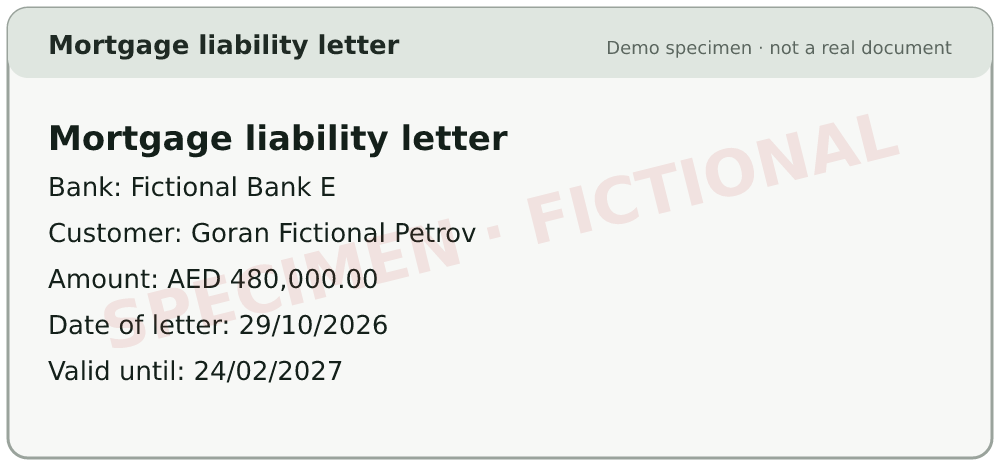 Mortgage liability letter
Demo specimen · not a real document
Mortgage liability letter
Bank: Fictional Bank E
Customer: Goran Fictional Petrov
Amount: AED 480,000.00
Date of letter: 29/10/2026
Valid until: 24/02/2027
SPECIMEN · FICTIONAL